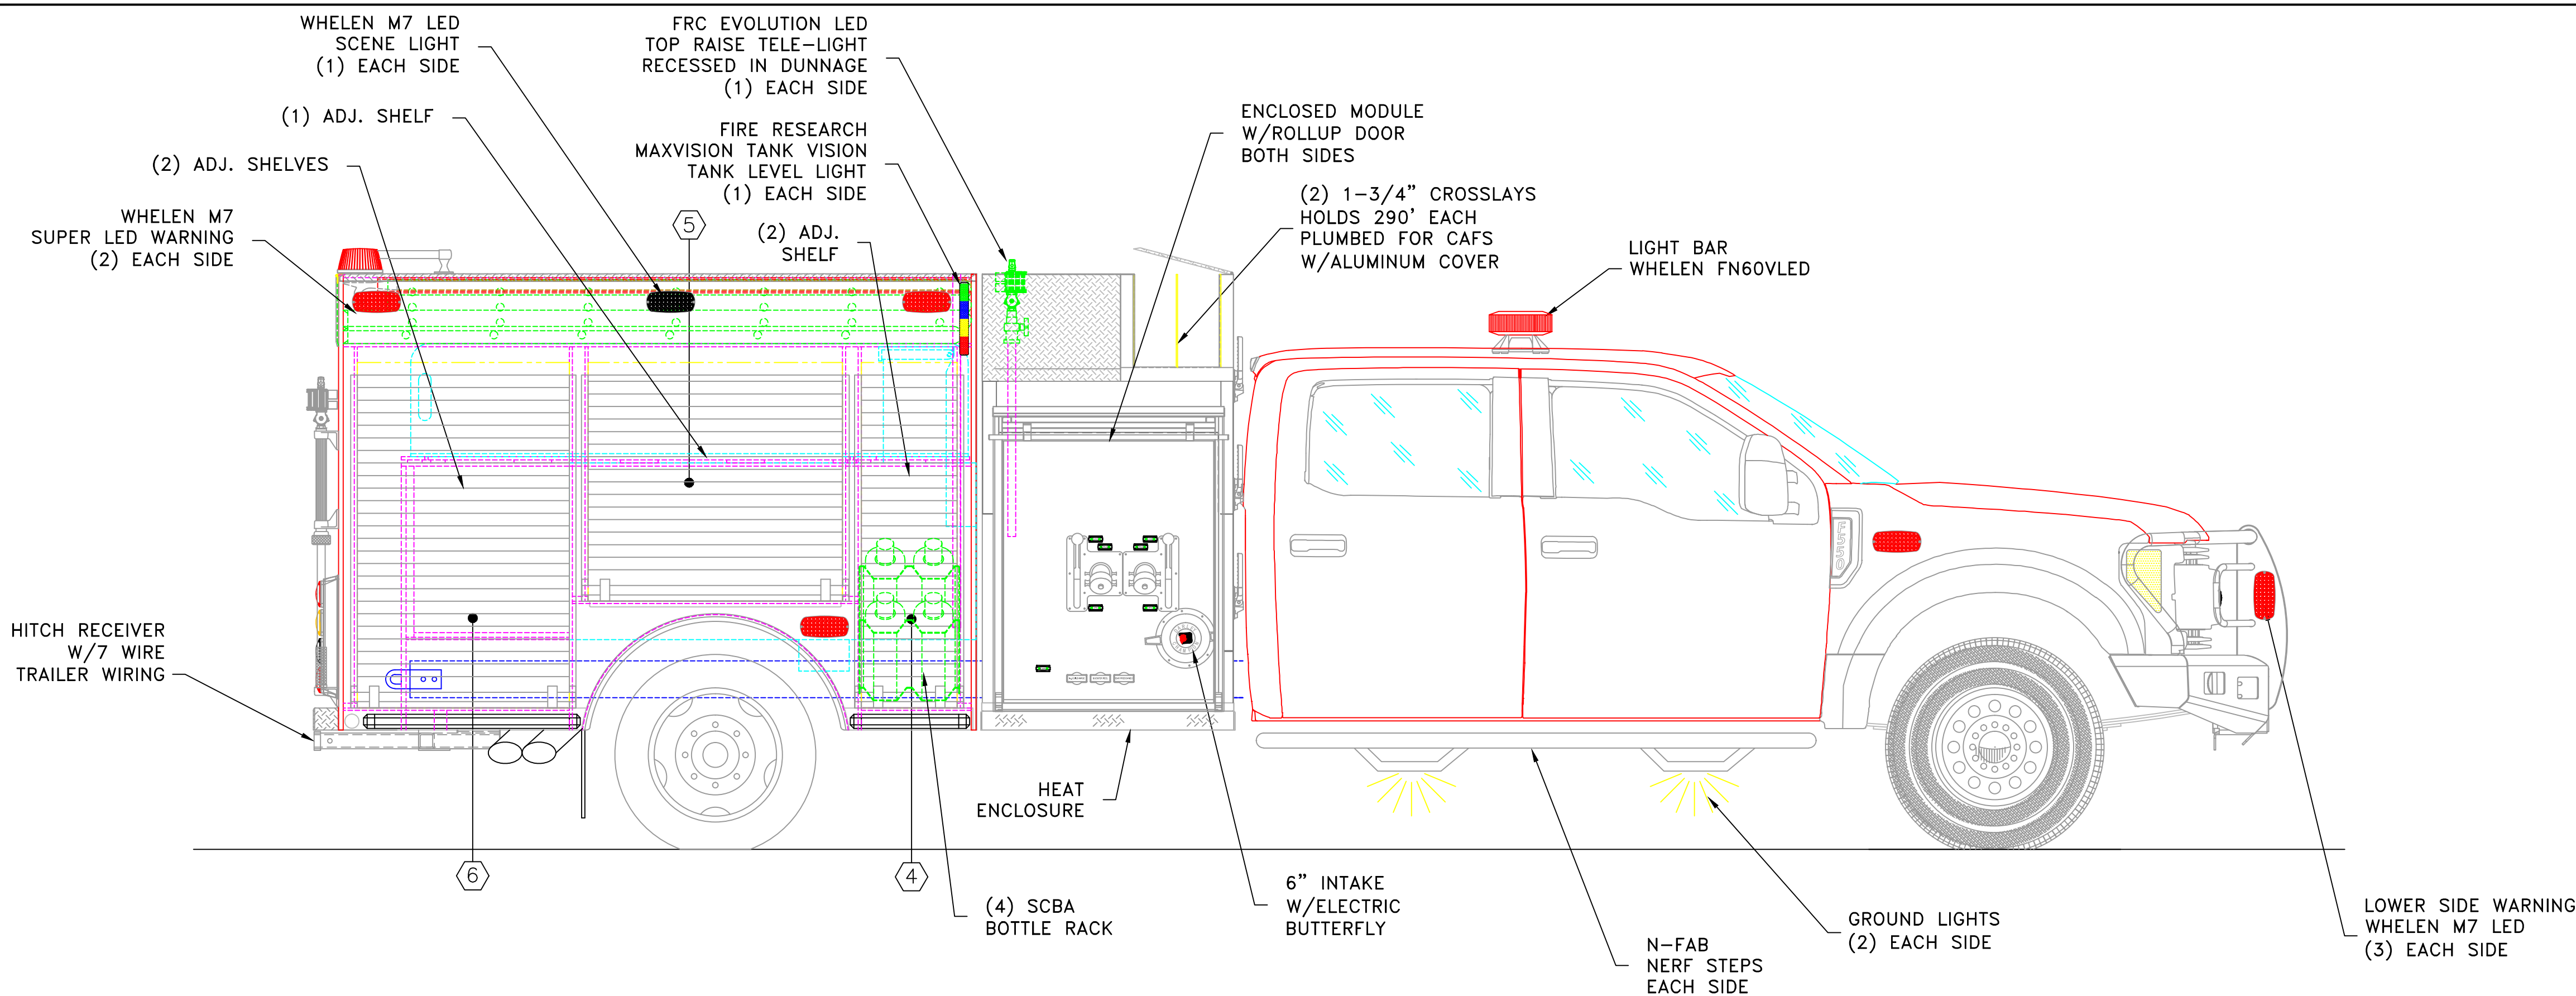 WHELEN M7 LED
SCENE LIGHT
(1) EACH SIDE
(1) ADJ. SHELF
(2) ADJ. SHELVES
WHELEN M7
SUPER LED WARNING
(2) EACH SIDE
FRC EVOLUTION LED
TOP RAISE TELE-LIGHT
RECESSED IN DUNNAGE
(1) EACH SIDE
FIRE RESEARCH
MAXVISION TANK VISION
TANK LEVEL LIGHT
(1) EACH SIDE
5
(2) ADJ.
SHELF
ENCLOSED MODULE
W/ROLLUP DOOR
BOTH SIDES
(2) 1-3/4" CROSSLAYS
HOLDS 290' EACH
PLUMBED FOR CAFS
W/ALUMINUM COVER
LIGHT BAR
WHELEN FN60VLED
HITCH RECEIVER
W/7 WIRE
TRAILER WIRING
6
4
HEAT
ENCLOSURE
(4) SCBA
BOTTLE RACK
6" INTAKE
W/ELECTRIC
BUTTERFLY
N-FAB
NERF STEPS
EACH SIDE
GROUND LIGHTS
(2) EACH SIDE
LOWER SIDE WARNING
WHELEN M7 LED
(3) EACH SIDE